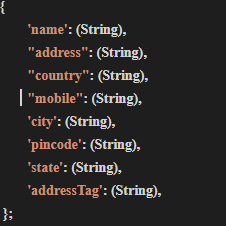 {
'name': (String),
"address": (String),
"country": (String),
"mobile": (String),
'city': (String),
'pincode': (String),
'state': (String),
'addressTag': (String),
};